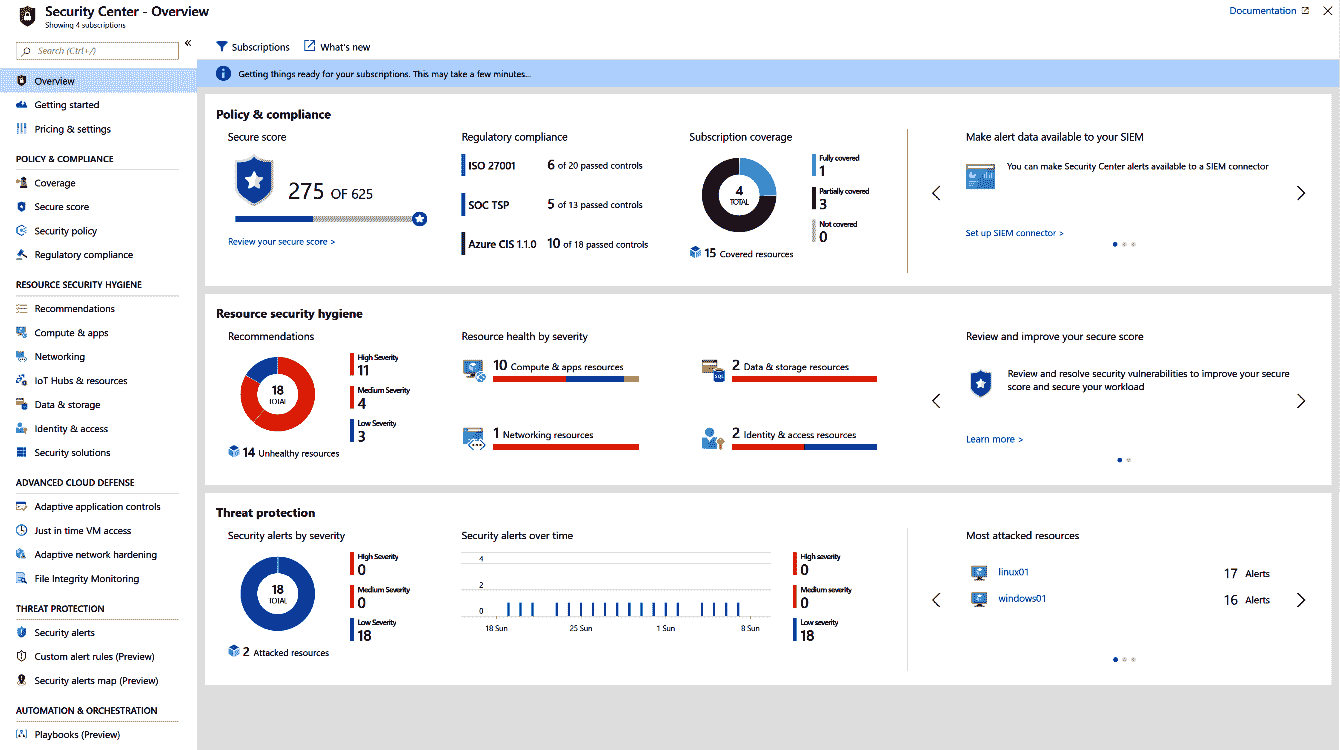 Security Center - Overview
Showing 4 subscriptions
Documentation
Search (Ctrl+/)
Overview
Getting started
Pricing & settings
POLICY & COMPLIANCE
Coverage
Secure score
Security policy
Regulatory compliance
RESOURCE SECURITY HYGIENE
Recommendations
Compute & apps
Networking
IoT Hubs & resources
Data & storage
Identity & access
Security solutions
ADVANCED CLOUD DEFENSE
Adaptive application controls
Just in time VM access
Adaptive network hardening
File Integrity Monitoring
THREAT PROTECTION
Security alerts
Custom alert rules (Preview)
Security alerts map (Preview)
AUTOMATION & ORCHESTRATION
Playbooks (Preview)
Subscriptions What's new
Getting things ready for your subscriptions. This may take a few minutes...
Policy & compliance
Secure score
275 OF 625
Review your secure score >
Regulatory compliance
ISO 27001 6 of 20 passed controls
SOC TSP 5 of 13 passed controls
Azure CIS 1.1.0 10 of 18 passed controls
Subscription coverage
4
TOTAL
Fully covered
1
Partially covered
3
Not covered
0
15 Covered resources
Make alert data available to your SIEM
You can make Security Center alerts available to a SIEM connector
Set up SIEM connector >
Resource security hygiene
Recommendations
18
TOTAL
High Severity
11
Medium Severity
4
Low Severity
3
14 Unhealthy resources
Resource health by severity
10 Compute & apps resources
2 Data & storage resources
1 Networking resources
2 Identity & access resources
Review and improve your secure score
Review and resolve security vulnerabilities to improve your secure
score and secure your workload
Learn more >
Threat protection
Security alerts by severity
18
TOTAL
High Severity
0
Medium Severity
0
Low Severity
18
2 Attacked resources
Security alerts over time
4
2
0
18 Sun 25 Sun 1 Sun 8 Sun
High severity
0
Medium severity
0
Low severity
18
Most attacked resources
linux01 17 Alerts
windows01 16 Alerts